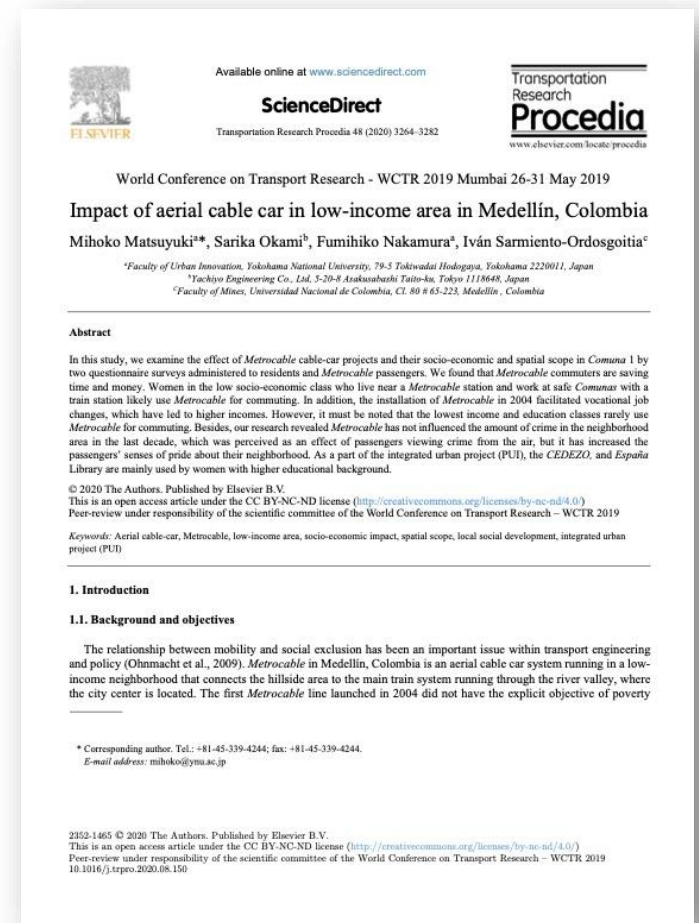 ELSEVIER
Available online at www.sciencedirect.com
ScienceDirect
Transportation Research Procedia 48 (2020) 3264–3282
Transportation
Research
Procedia
www.elsevier.com/locate/procedia
World Conference on Transport Research - WCTR 2019 Mumbai 26-31 May 2019
Impact of aerial cable car in low-income area in Medellín, Colombia
Mihoko Matsuyukiᵃ*, Sarika Okamiᵇ, Fumihiko Nakamuraᵃ, Iván Sarmiento-Ordosgoitiaᶜ
ᵃFaculty of Urban Innovation, Yokohama National University, 79-5 Tokiwadai Hodogaya, Yokohama 2220011, Japan
ᵇYachiyo Engineering Co., Ltd, 5-20-8 Asakusabashi Taito-ku, Tokyo 1118648, Japan
ᶜFaculty of Mines, Universidad Nacional de Colombia, Cl. 80 # 65-223, Medellín , Colombia
Abstract
In this study, we examine the effect of Metrocable cable-car projects and their socio-economic and spatial scope in Comuna 1 by
two questionnaire surveys administered to residents and Metrocable passengers. We found that Metrocable commuters are saving
time and money. Women in the low socio-economic class who live near a Metrocable station and work at safe Comunas with a
train station likely use Metrocable for commuting. In addition, the installation of Metrocable in 2004 facilitated vocational job
changes, which have led to higher incomes. However, it must be noted that the lowest income and education classes rarely use
Metrocable for commuting. Besides, our research revealed Metrocable has not influenced the amount of crime in the neighborhood
area in the last decade, which was perceived as an effect of passengers viewing crime from the air, but it has increased the
passengers' senses of pride about their neighborhood. As a part of the integrated urban project (PUI), the CEDEZO, and España
Library are mainly used by women with higher educational background.
© 2020 The Authors. Published by Elsevier B.V.
This is an open access article under the CC BY-NC-ND license (http://creativecommons.org/licenses/by-nc-nd/4.0/)
Peer-review under responsibility of the scientific committee of the World Conference on Transport Research – WCTR 2019
Keywords: Aerial cable-car, Metrocable, low-income area, socio-economic impact, spatial scope, local social development, integrated urban
project (PUI)
1. Introduction
1.1. Background and objectives
The relationship between mobility and social exclusion has been an important issue within transport engineering
and policy (Ohnmacht et al., 2009). Metrocable in Medellín, Colombia is an aerial cable car system running in a low-
income neighborhood that connects the hillside area to the main train system running through the river valley, where
the city center is located. The first Metrocable line launched in 2004 did not have the explicit objective of poverty
* Corresponding author. Tel.: +81-45-339-4244; fax: +81-45-339-4244.
E-mail address: mihoko@ynu.ac.jp
2352-1465 © 2020 The Authors. Published by Elsevier B.V.
This is an open access article under the CC BY-NC-ND license (http://creativecommons.org/licenses/by-nc-nd/4.0/)
Peer-review under responsibility of the scientific committee of the World Conference on Transport Research – WCTR 2019
10.1016/j.trpro.2020.08.150